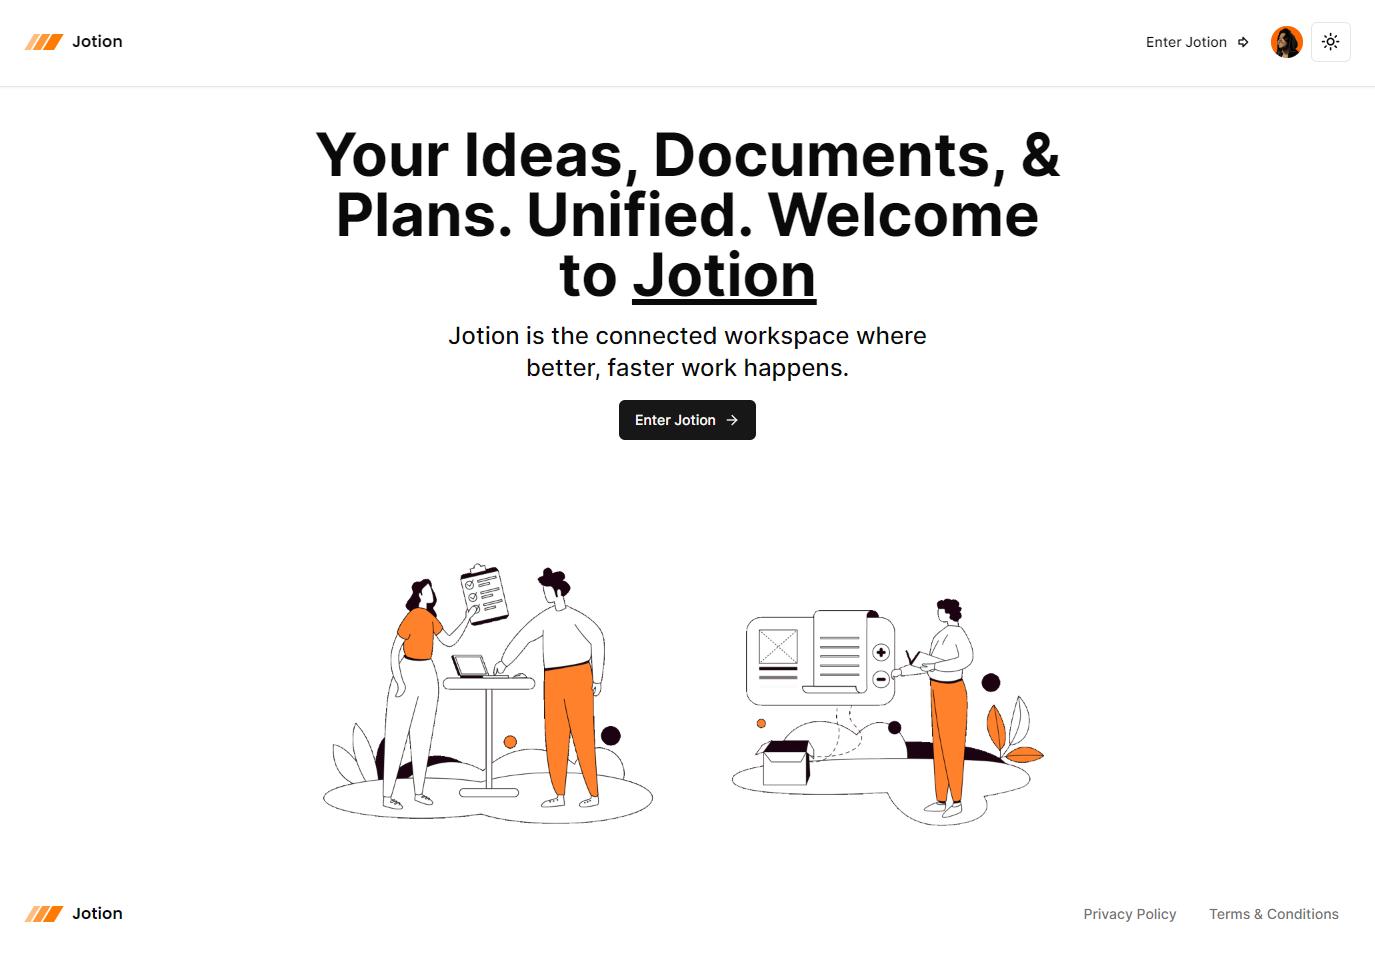 Jotion
Enter Jotion
Your Ideas, Documents, &
Plans. Unified. Welcome
to Jotion
Jotion is the connected workspace where
better, faster work happens.
Enter Jotion
Jotion
Privacy Policy
Terms & Conditions